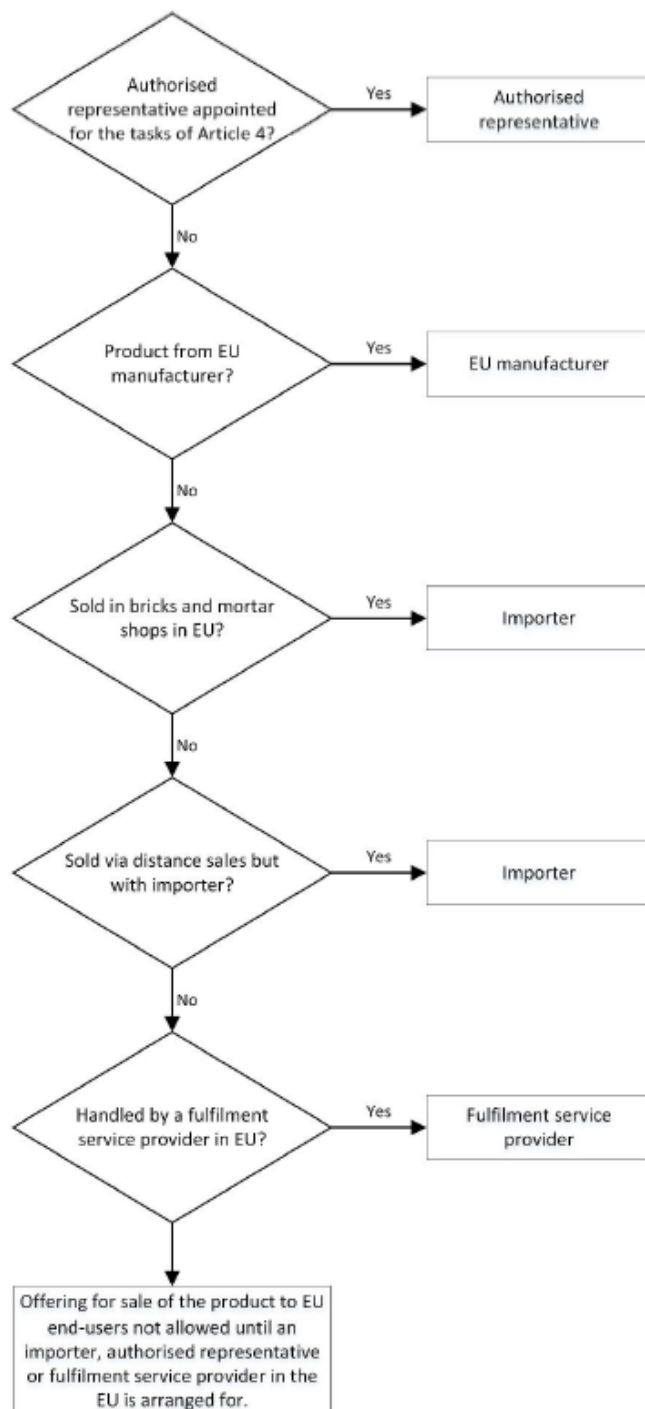 Authorised
representative appointed
for the tasks of Article 4?
Yes
Authorised
representative
No
Product from EU
manufacturer?
Yes
EU manufacturer
No
Sold in bricks and mortar
shops in EU?
Yes
Importer
No
Sold via distance sales but
with importer?
Yes
Importer
No
Handled by a fulfilment
service provider in EU?
Yes
Fulfilment service
provider
Offering for sale of the product to EU
end-users not allowed until an
importer, authorised representative
or fulfilment service provider in the
EU is arranged for.